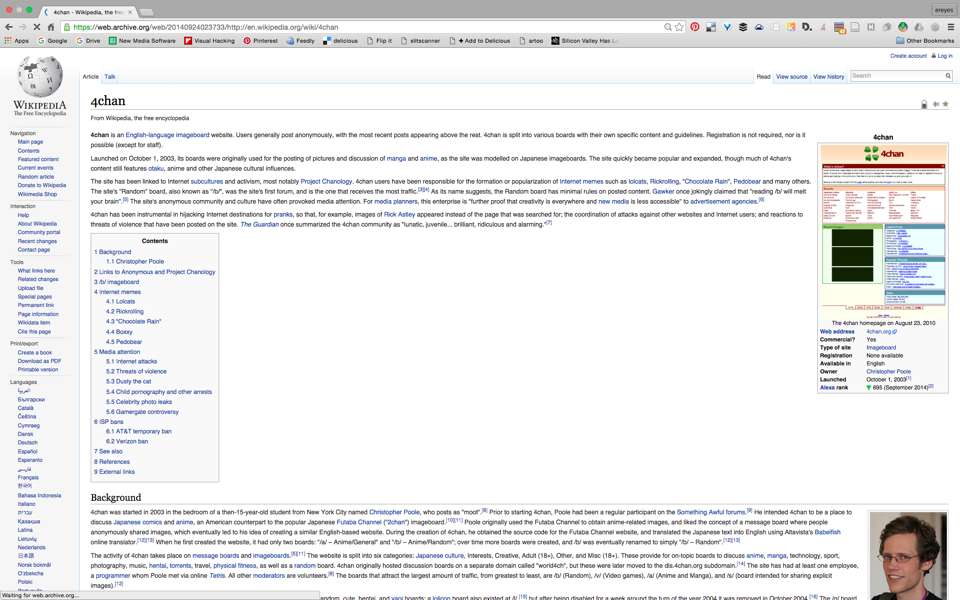 4chan - Wikipedia, the free e
ereyes
https://web.archive.org/web/20140924023733/http://en.wikipedia.org/wiki/4chan
Apps Google Drive New Media Software Visual Hacking Pinterest Feedly delicious Flip it slitscanner + Add to Delicious artoo Silicon Valley Has L Other Bookmarks
Create account Log in
WIKIPEDIA
The Free Encyclopedia
Article Talk Read View source View history Search
Navigation
Main page
Contents
Featured content
Current events
Random article
Donate to Wikipedia
Wikimedia Shop
Interaction
Help
About Wikipedia
Community portal
Recent changes
Contact page
Tools
What links here
Related changes
Upload file
Special pages
Permanent link
Page information
Wikidata item
Cite this page
Print/export
Create a book
Download as PDF
Printable version
Languages
العربية
Български
Català
Čeština
Cymraeg
Dansk
Deutsch
Español
Esperanto
فارسی
Français
한국어
Bahasa Indonesia
Italiano
עברית
Қазақша
Latina
Lietuvių
Nederlands
日本語
Norsk bokmål
Oʻzbekcha
Polski
Waiting for web.archive.org...
4chan
From Wikipedia, the free encyclopedia
4chan is an English-language imageboard website. Users generally post anonymously, with the most recent posts appearing above the rest. 4chan is split into various boards with their own specific content and guidelines. Registration is not required, nor is it
possible (except for staff).
Launched on October 1, 2003, its boards were originally used for the posting of pictures and discussion of manga and anime, as the site was modelled on Japanese imageboards. The site quickly became popular and expanded, though much of 4chan's
content still features otaku, anime and other Japanese cultural influences.
The site has been linked to Internet subcultures and activism, most notably Project Chanology. 4chan users have been responsible for the formation or popularization of Internet memes such as lolcats, Rickrolling, "Chocolate Rain", Pedobear and many others.
The site's "Random" board, also known as "/b/", was the site's first forum, and is the one that receives the most traffic.[3][4] As its name suggests, the Random board has minimal rules on posted content. Gawker once jokingly claimed that "reading /b/ will melt
your brain".[5] The site's anonymous community and culture have often provoked media attention. For media planners, this enterprise is "further proof that creativity is everywhere and new media is less accessible" to advertisement agencies.[6]
4chan has been instrumental in hijacking Internet destinations for pranks, so that, for example, images of Rick Astley appeared instead of the page that was searched for; the coordination of attacks against other websites and Internet users; and reactions to
threats of violence that have been posted on the site. The Guardian once summarized the 4chan community as "lunatic, juvenile... brilliant, ridiculous and alarming."[7]
Contents
1 Background
1.1 Christopher Poole
2 Links to Anonymous and Project Chanology
3 /b/ imageboard
4 Internet memes
4.1 Lolcats
4.2 Rickrolling
4.3 "Chocolate Rain"
4.4 Boxxy
4.5 Pedobear
5 Media attention
5.1 Internet attacks
5.2 Threats of violence
5.3 Dusty the cat
5.4 Child pornography and other arrests
5.5 Celebrity photo leaks
5.6 Gamergate controversy
6 ISP bans
6.1 AT&T temporary ban
6.2 Verizon ban
7 See also
8 References
9 External links
4chan
4chan
The 4chan homepage on August 23, 2010
Web address 4chan.org
Commercial? Yes
Type of site Imageboard
Registration None available
Available in English
Owner Christopher Poole
Launched October 1, 2003[1]
Alexa rank 695 (September 2014)[2]
Background
4chan was started in 2003 in the bedroom of a then-15-year-old student from New York City named Christopher Poole, who posts as "moot".[8] Prior to starting 4chan, Poole had been a regular participant on the Something Awful forums.[9] He intended 4chan to be a place to
discuss Japanese comics and anime, an American counterpart to the popular Japanese Futaba Channel ("2chan") imageboard.[10][11] Poole originally used the Futaba Channel to obtain anime-related images, and liked the concept of a message board where people
anonymously shared images, which eventually led to his idea of creating a similar English-based website. During the creation of 4chan, he obtained the source code for the Futaba Channel website, and translated the Japanese text into English using Altavista's Babelfish
online translator.[12][13] When he first created the website, it had only two boards: "/a/ – Anime/General" and "/b/ – Anime/Random"; over time more boards were created, and /b/ was eventually renamed to simply "/b/ – Random".[12][13]
The activity of 4chan takes place on message boards and imageboards.[5][11] The website is split into six categories: Japanese culture, Interests, Creative, Adult (18+), Other, and Misc (18+). These provide for on-topic boards to discuss anime, manga, technology, sport,
photography, music, hentai, torrents, travel, physical fitness, as well as a random board. 4chan originally hosted discussion boards on a separate domain called "world4ch", but these were later moved to the dis.4chan.org subdomain.[14] The site has had at least one employee,
a programmer whom Poole met via online Tetris. All other moderators are volunteers.[8] The boards that attract the largest amount of traffic, from greatest to least, are /b/ (Random), /v/ (Video games), /a/ (Anime and Manga), and /s/ (board intended for sharing explicit
images).[12]
random, cute, hentai, and yaoi boards; a lolicon board also existed at /l/,[15] but after being disabled for a week around the turn of the year 2004 it was removed in October 2004.[16] The /n/ board